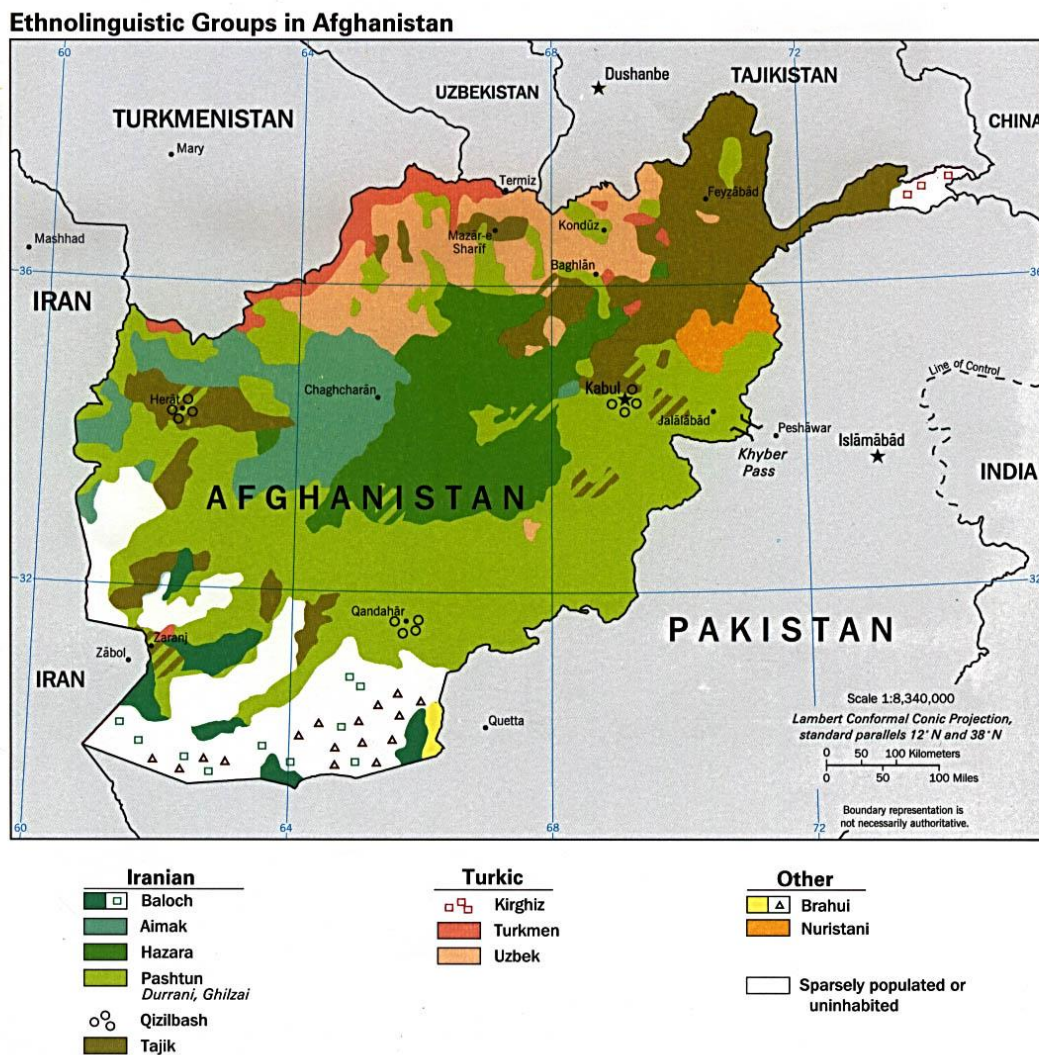 Ethnolinguistic Groups in Afghanistan
60
64
68
72
Dushanbe
TAJIKISTAN
UZBEKISTAN
CHINA
TURKMENISTAN
Mary
Termiz
Feyzābād
Mashhad
Mazār-e
Sharīf
Kondūz
Baghlān
36
36
IRAN
Line of Control
Herāt
Chaghcharān
Kabul
Jalālābād
Peshāwar
Islāmābād
Khyber
Pass
INDIA
AFGHANISTAN
32
32
Qandahār
Zaranj
Zābol
PAKISTAN
IRAN
Quetta
Scale 1:8,340,000
Lambert Conformal Conic Projection,
standard parallels 12°N and 38°N
0 50 100 Kilometers
0 50 100 Miles
Boundary representation is
not necessarily authoritative.
60
64
68
72
Iranian
Baloch
Aimak
Hazara
Pashtun
Durrani, Ghilzai
Qizilbash
Tajik
Turkic
Kirghiz
Turkmen
Uzbek
Other
Brahui
Nuristani
Sparsely populated or
uninhabited